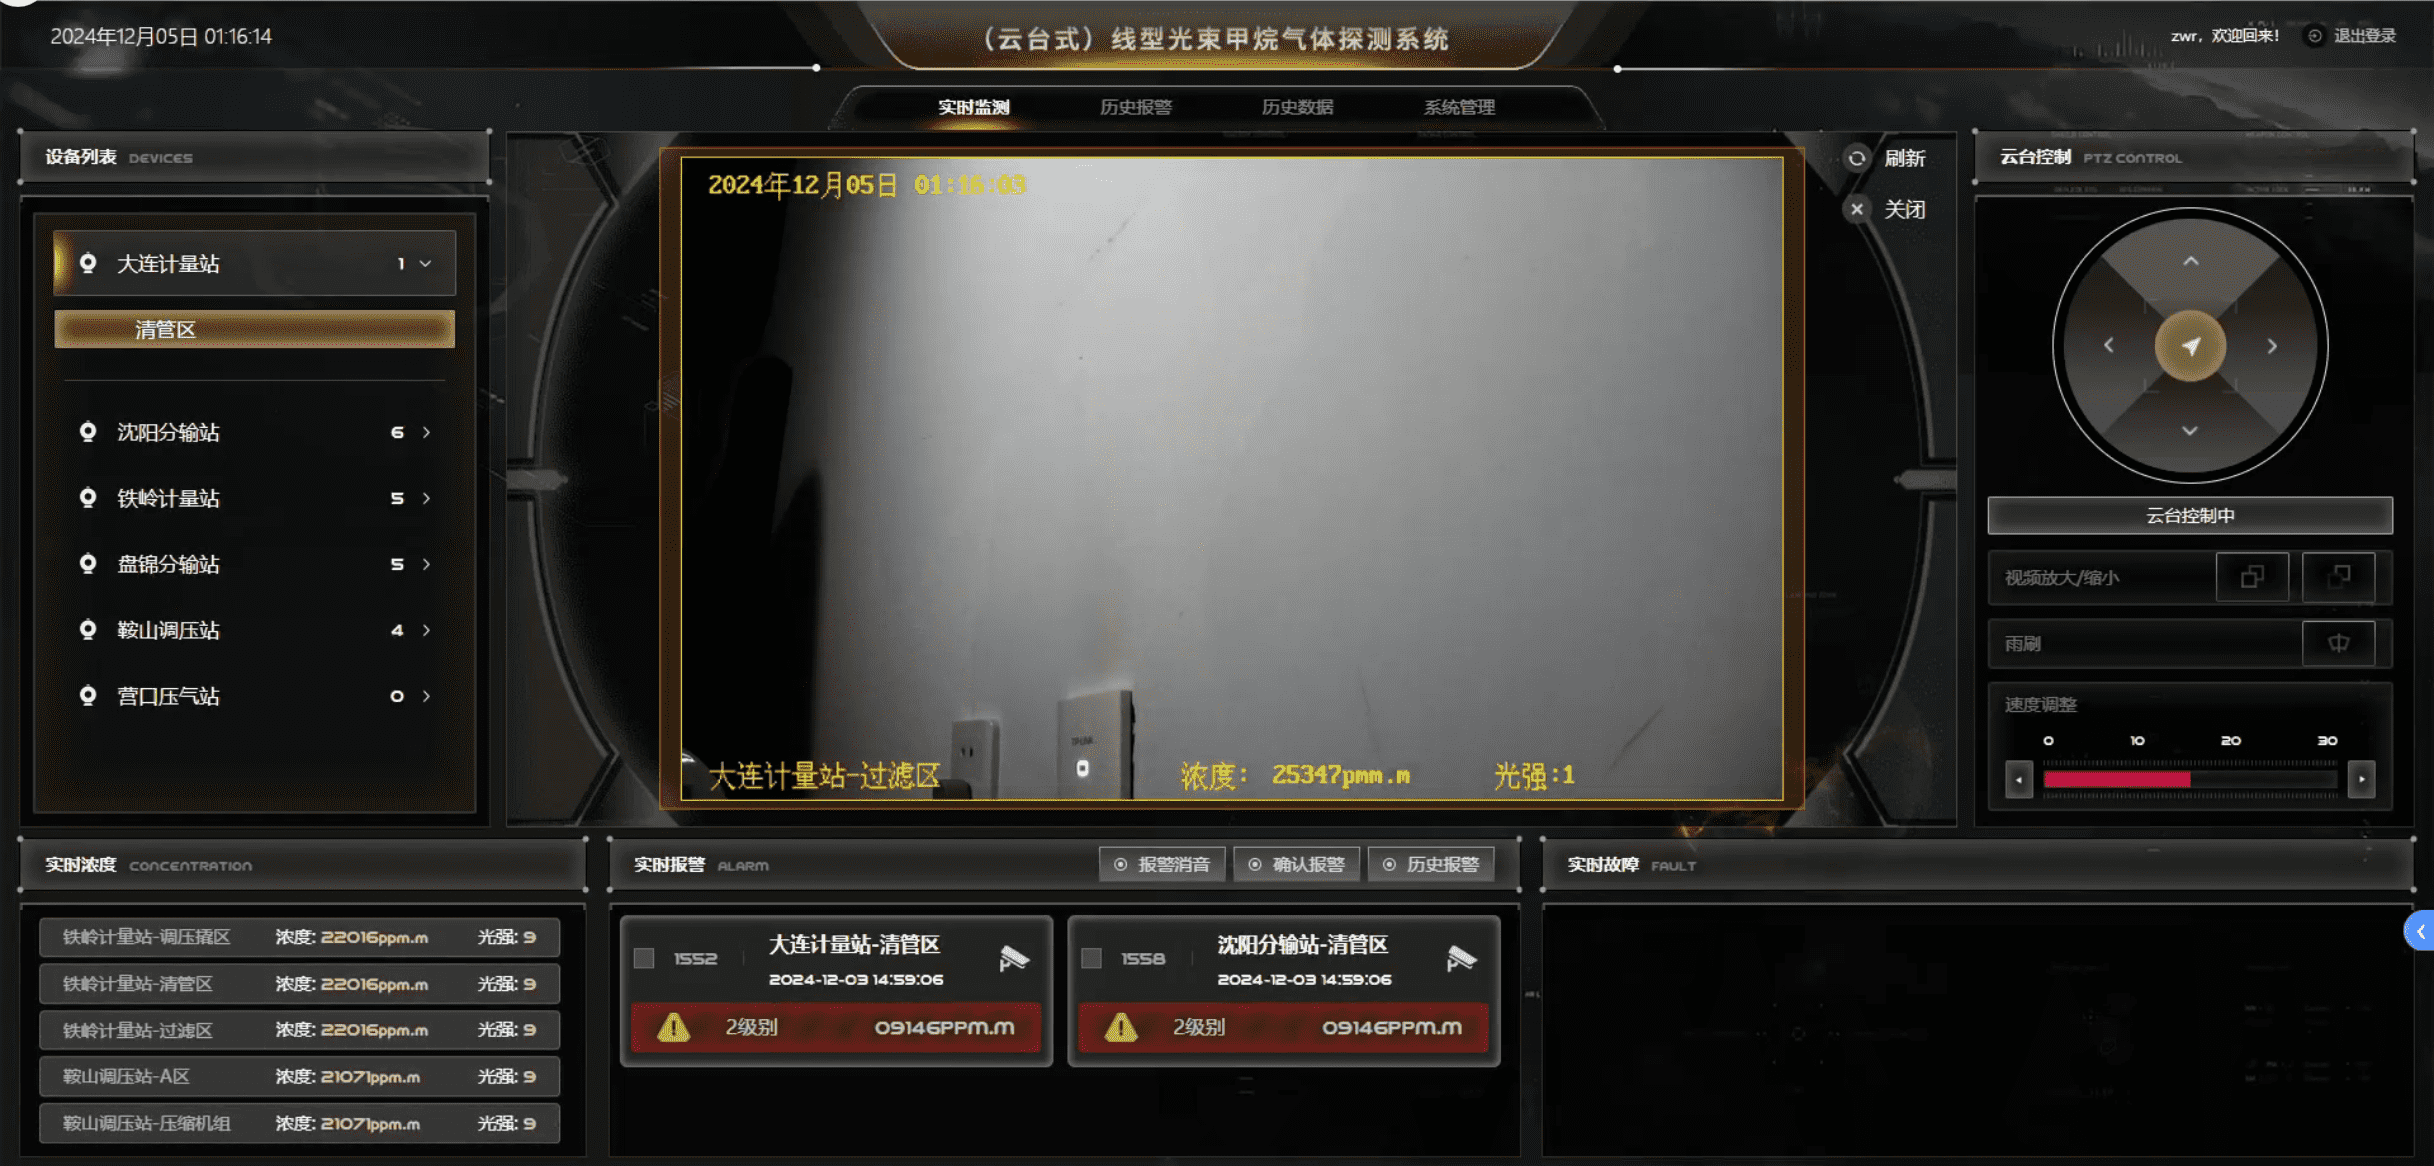 2024年12月05日 01:16:14
（云台式）线型光束甲烷气体探测系统
zwr，欢迎回来！
退出登录
实时监测 历史报警 历史数据 系统管理
设备列表 DEVICES
大连计量站 1
清管区
沈阳分输站 6
铁岭计量站 5
盘锦分输站 5
鞍山调压站 4
营口压气站 0
2024年12月05日 01:16:03
大连计量站-过滤区 浓度: 25347pmm.m 光强:1
刷新
关闭
云台控制 PTZ CONTROL
云台控制中
视频放大/缩小
雨刷
速度调整
0 10 20 30
实时浓度 CONCENTRATION
铁岭计量站-调压撬区 浓度: 22016ppm.m 光强: 9
铁岭计量站-清管区 浓度: 22016ppm.m 光强: 9
铁岭计量站-过滤区 浓度: 22016ppm.m 光强: 9
鞍山调压站-A区 浓度: 21071ppm.m 光强: 9
鞍山调压站-压缩机组 浓度: 21071ppm.m 光强: 9
实时报警 ALARM
报警消音 确认报警 历史报警
1552 大连计量站-清管区
2024-12-03 14:59:06
2级别 09146PPM.M
1558 沈阳分输站-清管区
2024-12-03 14:59:06
2级别 09146PPM.M
实时故障 FAULT